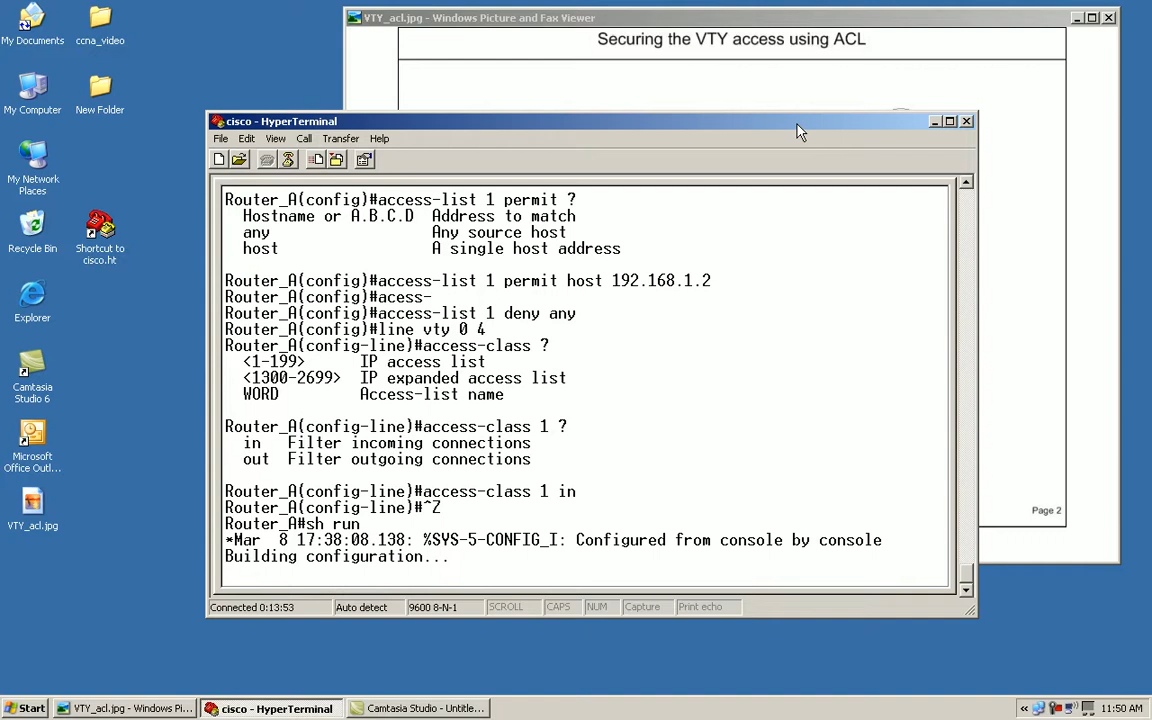 VTY_acl.jpg - Windows Picture and Fax Viewer
Securing the VTY access using ACL
Page 2
My Documents
ccna_video
My Computer
New Folder
My Network
Places
Recycle Bin
Shortcut to
cisco.ht
Explorer
Camtasia
Studio 6
Microsoft
Office Outl...
VTY_acl.jpg
cisco - HyperTerminal
File Edit View Call Transfer Help
Router_A(config)#access-list 1 permit ?
Hostname or A.B.C.D Address to match
any Any source host
host A single host address
Router_A(config)#access-list 1 permit host 192.168.1.2
Router_A(config)#acess-
Router_A(config)#access-list 1 deny any
Router_A(config)#line vty 0 4
Router_A(config-line)#access-class ?
<1-199> IP access list
<1300-2699> IP expanded access list
WORD Access-list name
Router_A(config-line)#access-class 1 ?
in Filter incoming connections
out Filter outgoing connections
Router_A(config-line)#access-class 1 in
Router_A(config-line)#^Z
Router_A#sh run
*Mar 8 17:38:08.138: %SYS-5-CONFIG_I: Configured from console by console
Building configuration...
Connected 0:13:53 Auto detect 9600 8-N-1 SCROLL CAPS NUM Capture Print echo
Start VTY_acl.jpg - Windows Pi... cisco - HyperTerminal Camtasia Studio - Untitle... « 11:50 AM